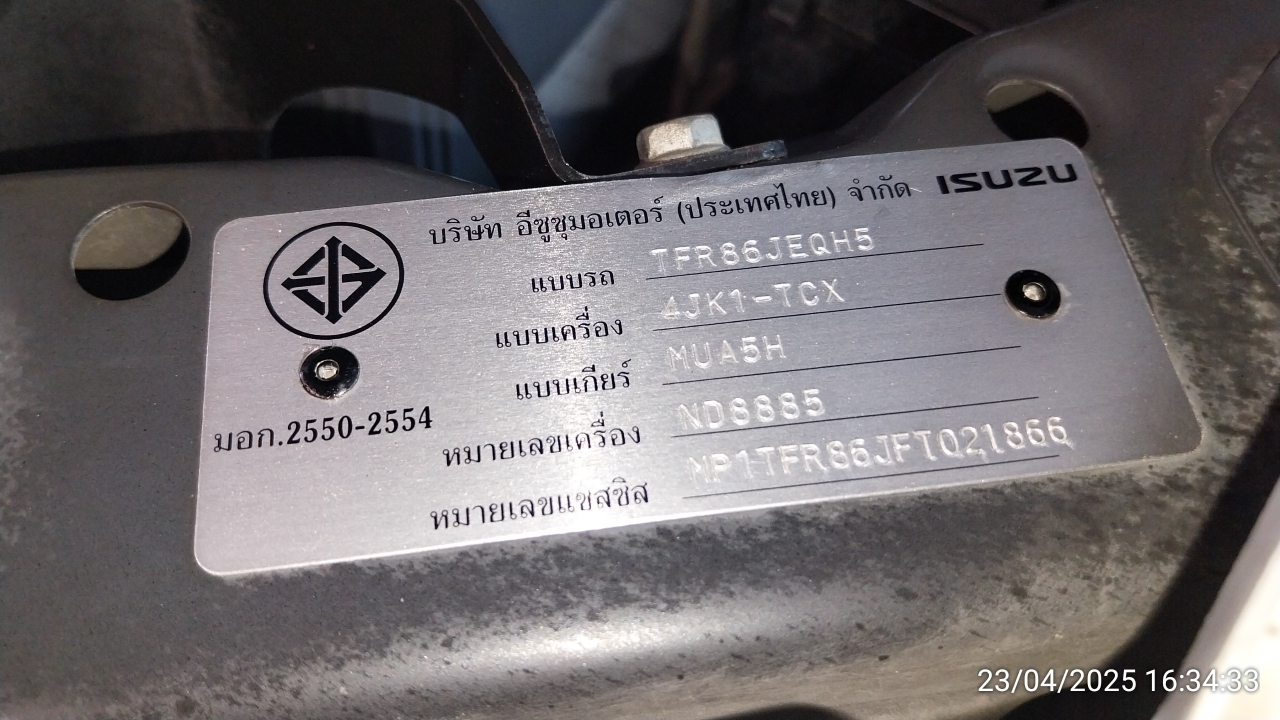 บริษัท อีซูซุมอเตอร์ (ประเทศไทย) จำกัด ISUZU
แบบรถ TFR86JEQH5
แบบเครื่อง 4JK1-TCX
แบบเกียร์ MUA5H
มอก.2550-2554
หมายเลขเครื่อง ND8885
หมายเลขแชสซิส MP1TFR86JFT021866
23/04/2025 16:34:33